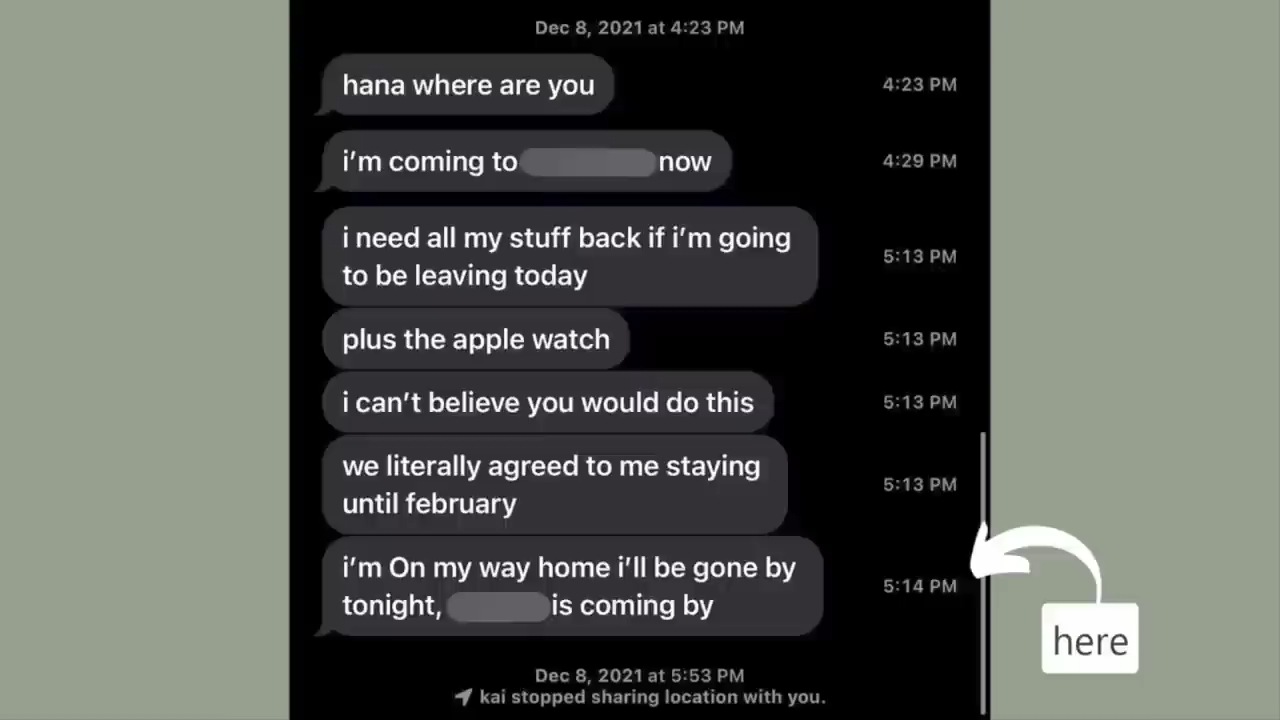 Dec 8, 2021 at 4:23 PM
hana where are you
4:23 PM
i'm coming to now
4:29 PM
i need all my stuff back if i'm going
to be leaving today
5:13 PM
plus the apple watch
5:13 PM
i can't believe you would do this
5:13 PM
we literally agreed to me staying
until february
5:13 PM
i'm On my way home i'll be gone by
tonight, is coming by
5:14 PM
here
Dec 8, 2021 at 5:53 PM
kai stopped sharing location with you.